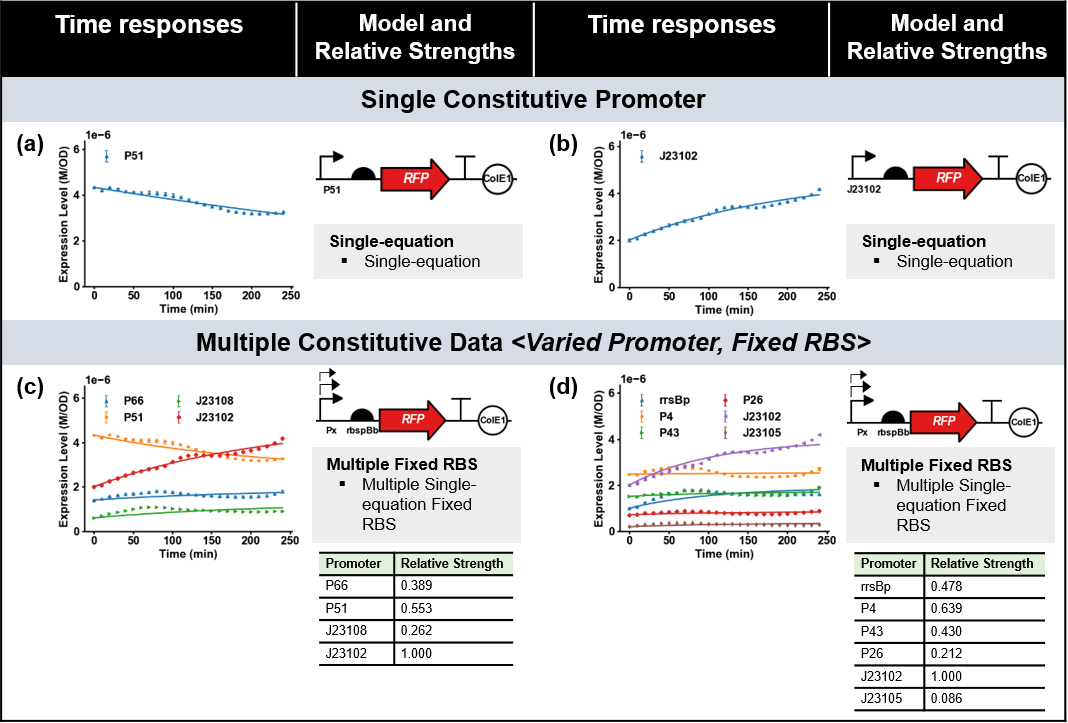 Time responses
Model and
Relative Strengths
Time responses
Model and
Relative Strengths
Single Constitutive Promoter
(a)
1e−6
Expression Level (M/OD)
6
4
2
0
P51
0 50 100 150 200 250
Time (min)
P51
RFP
ColE1
Single-equation
▪ Single-equation
(b)
1e−6
Expression Level (M/OD)
6
4
2
0
J23102
0 50 100 150 200 250
Time (min)
J23102
RFP
ColE1
Single-equation
▪ Single-equation
Multiple Constitutive Data <Varied Promoter, Fixed RBS>
(c)
1e−6
Expression Level (M/OD)
6
4
2
0
P66 J23108
P51 J23102
0 50 100 150 200 250
Time (min)
Px
rbspBb
RFP
ColE1
Multiple Fixed RBS
▪ Multiple Single-
equation Fixed
RBS
Promoter Relative Strength
P66 0.389
P51 0.553
J23108 0.262
J23102 1.000
(d)
1e−6
Expression Level (M/OD)
6
4
2
0
rrsBp P26
P4 J23102
P43 J23105
0 50 100 150 200 250
Time (min)
Px
rbspBb
RFP
ColE1
Multiple Fixed RBS
▪ Multiple Single-
equation Fixed
RBS
Promoter Relative Strength
rrsBp 0.478
P4 0.639
P43 0.430
P26 0.212
J23102 1.000
J23105 0.086